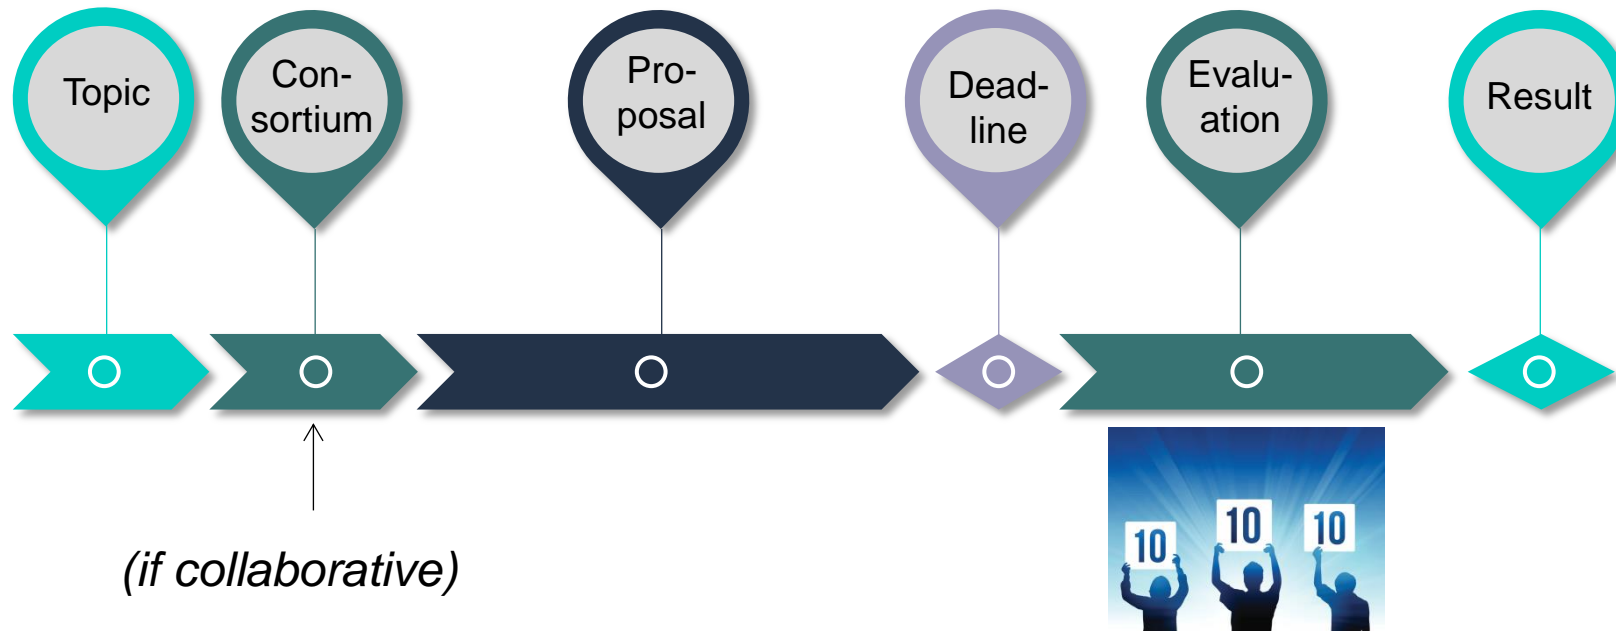 Topic
Con-
sortium
Pro-
posal
Dead-
line
Evalu-
ation
Result
(if collaborative)
10
10
10